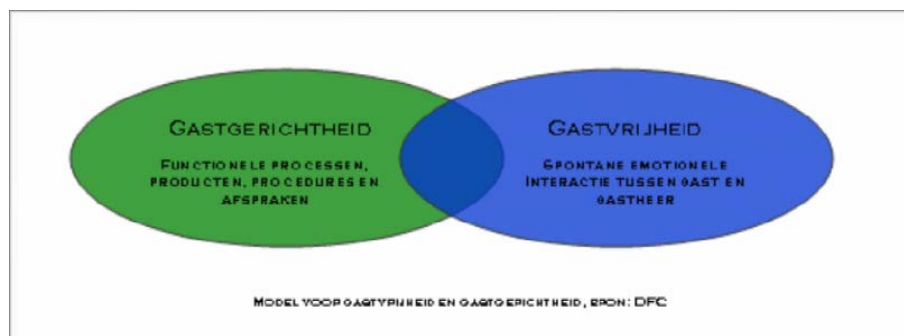 GASTGERICHTHEID
FUNCTIONELE PROCESSEN,
PRODUCTEN, PROCEDURES EN
AFSPRAKEN
GASTVRIJHEID
SPONTANE EMOTIONELE
INTERACTIE TUSSEN GAST EN
GASTHEER
MODEL VOOR GASTVRIJHEID EN GASTGERICHTHEID, BRON: DFC